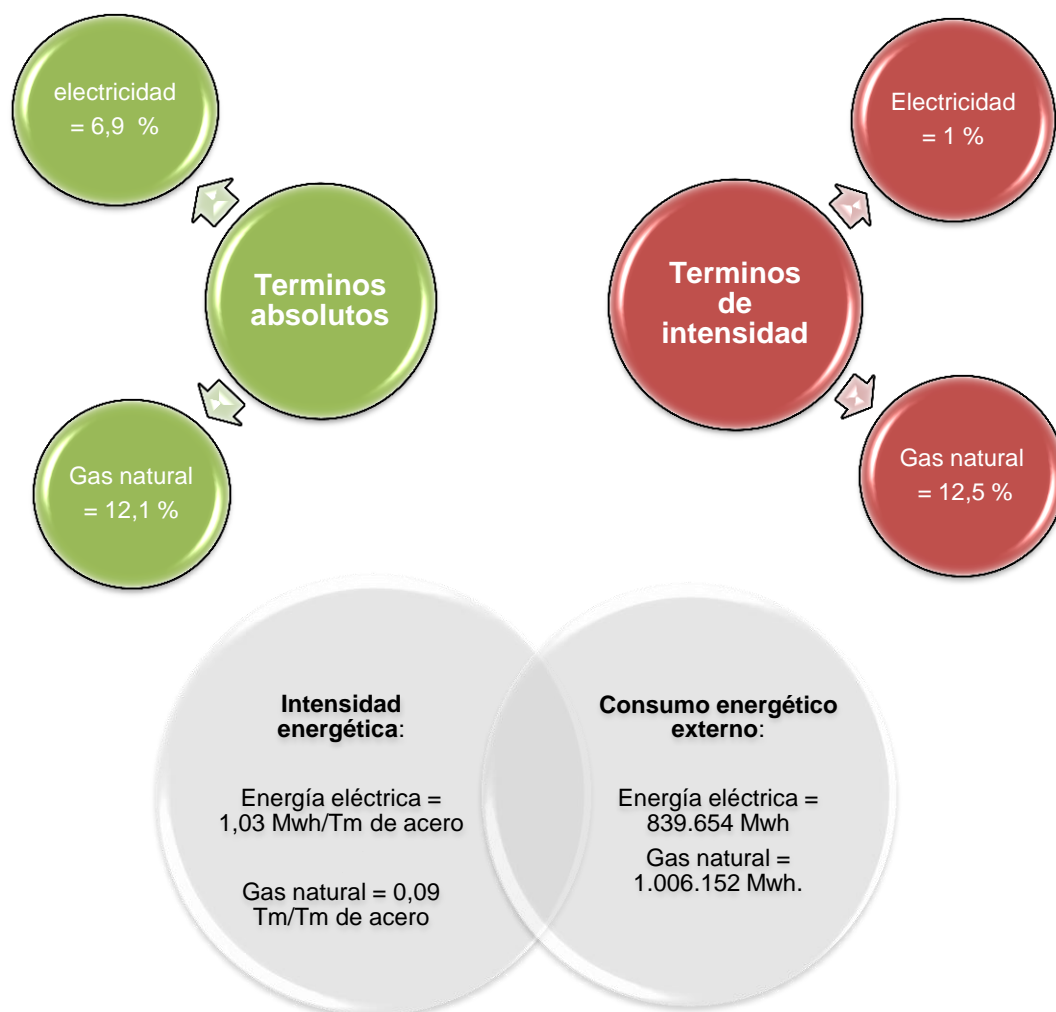 electricidad
= 6,9 %
Terminos
absolutos
Gas natural
= 12,1 %
Electricidad
= 1 %
Terminos
de
intensidad
Gas natural
= 12,5 %
Intensidad
energética:
Energía eléctrica =
1,03 Mwh/Tm de acero
Gas natural = 0,09
Tm/Tm de acero
Consumo energético
externo:
Energía eléctrica =
839.654 Mwh
Gas natural =
1.006.152 Mwh.